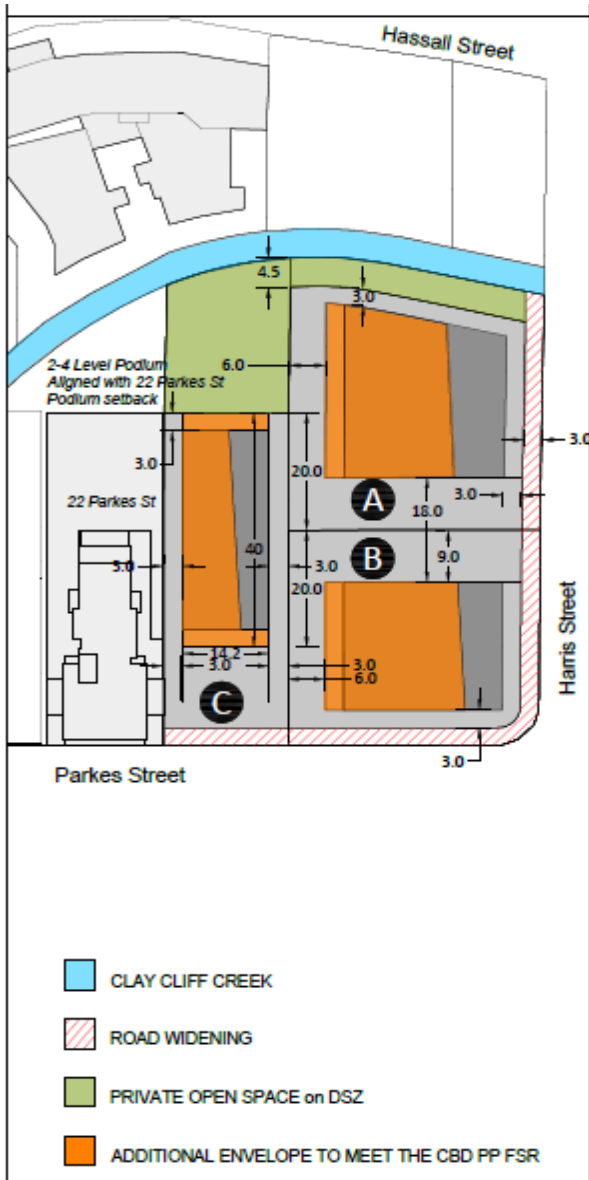 Hassall Street
4.5
3.0
2-4 Level Podium
Aligned with 22 Parkes St
Podium setback
6.0
3.0
3.0
20.0
3.0
A
18.0
22 Parkes St
B
9.0
40
3.0
3.0
20.0
14.2
3.0
3.0
6.0
C
Harris Street
3.0
Parkes Street
CLAY CLIFF CREEK
ROAD WIDENING
PRIVATE OPEN SPACE on DSZ
ADDITIONAL ENVELOPE TO MEET THE CBD PP FSR